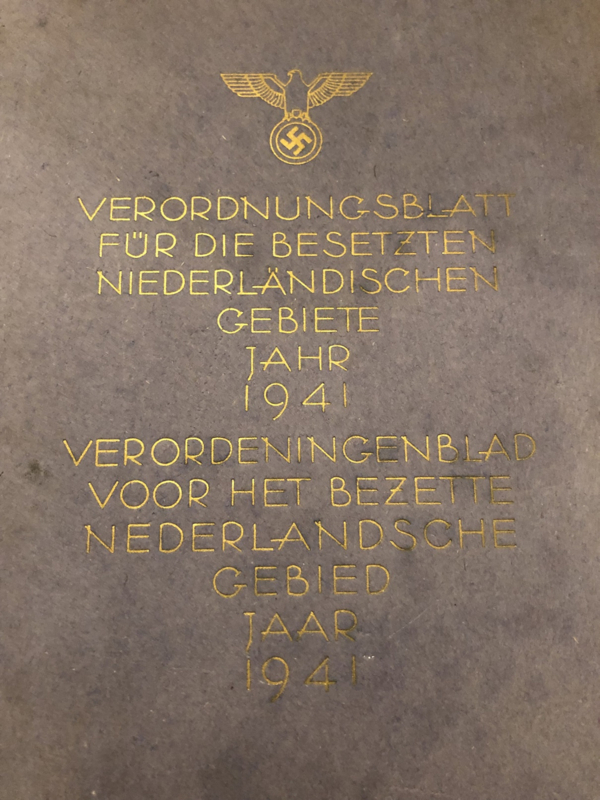 VERORDNUNGSBLATT
FÜR DIE BESETZTEN
NIEDERLÄNDISCHEN
GEBIETE
JAHR
1941
VERORDENINGENBLAD
VOOR HET BEZETTE
NEDERLANDSCHE
GEBIED
JAAR
1941